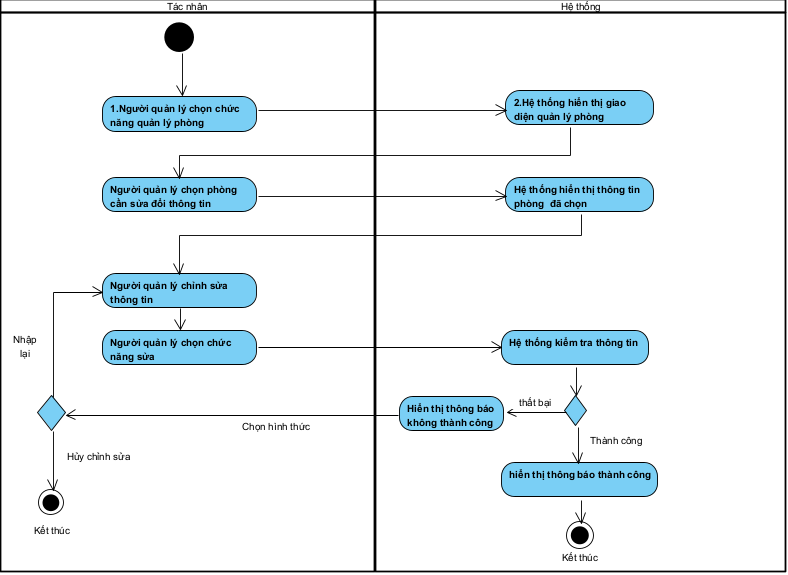 Tác nhân
Hệ thống
1.Người quản lý chọn chức
năng quản lý phòng
2.Hệ thống hiển thị giao
diện quản lý phòng
Người quản lý chọn phòng
cần sửa đổi thông tin
Hệ thống hiển thị thông tin
phòng đã chọn
Người quản lý chỉnh sửa
thông tin
Người quản lý chọn chức
năng sửa
Hệ thống kiểm tra thông tin
Nhập
lại
thất bại
Hiển thị thông báo
không thành công
Chọn hình thức
Thành công
Hủy chỉnh sửa
hiển thị thông báo thành công
Kết thúc
Kết thúc